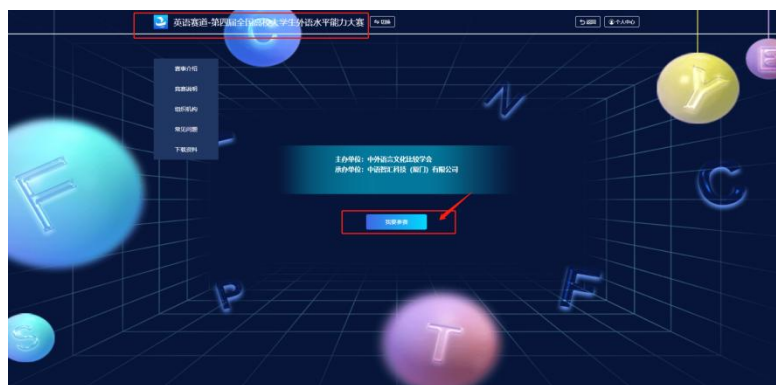 英语赛道-第四届全国高校大学生外语水平能力大赛 切换
返回 个人中心
赛事介绍
竞赛说明
组织机构
常见问题
下载资料
主办单位：中外语言文化比较学会
承办单位：中语智汇科技（厦门）有限公司
我要参赛
F
S
N
P
T
F
C
Y
E